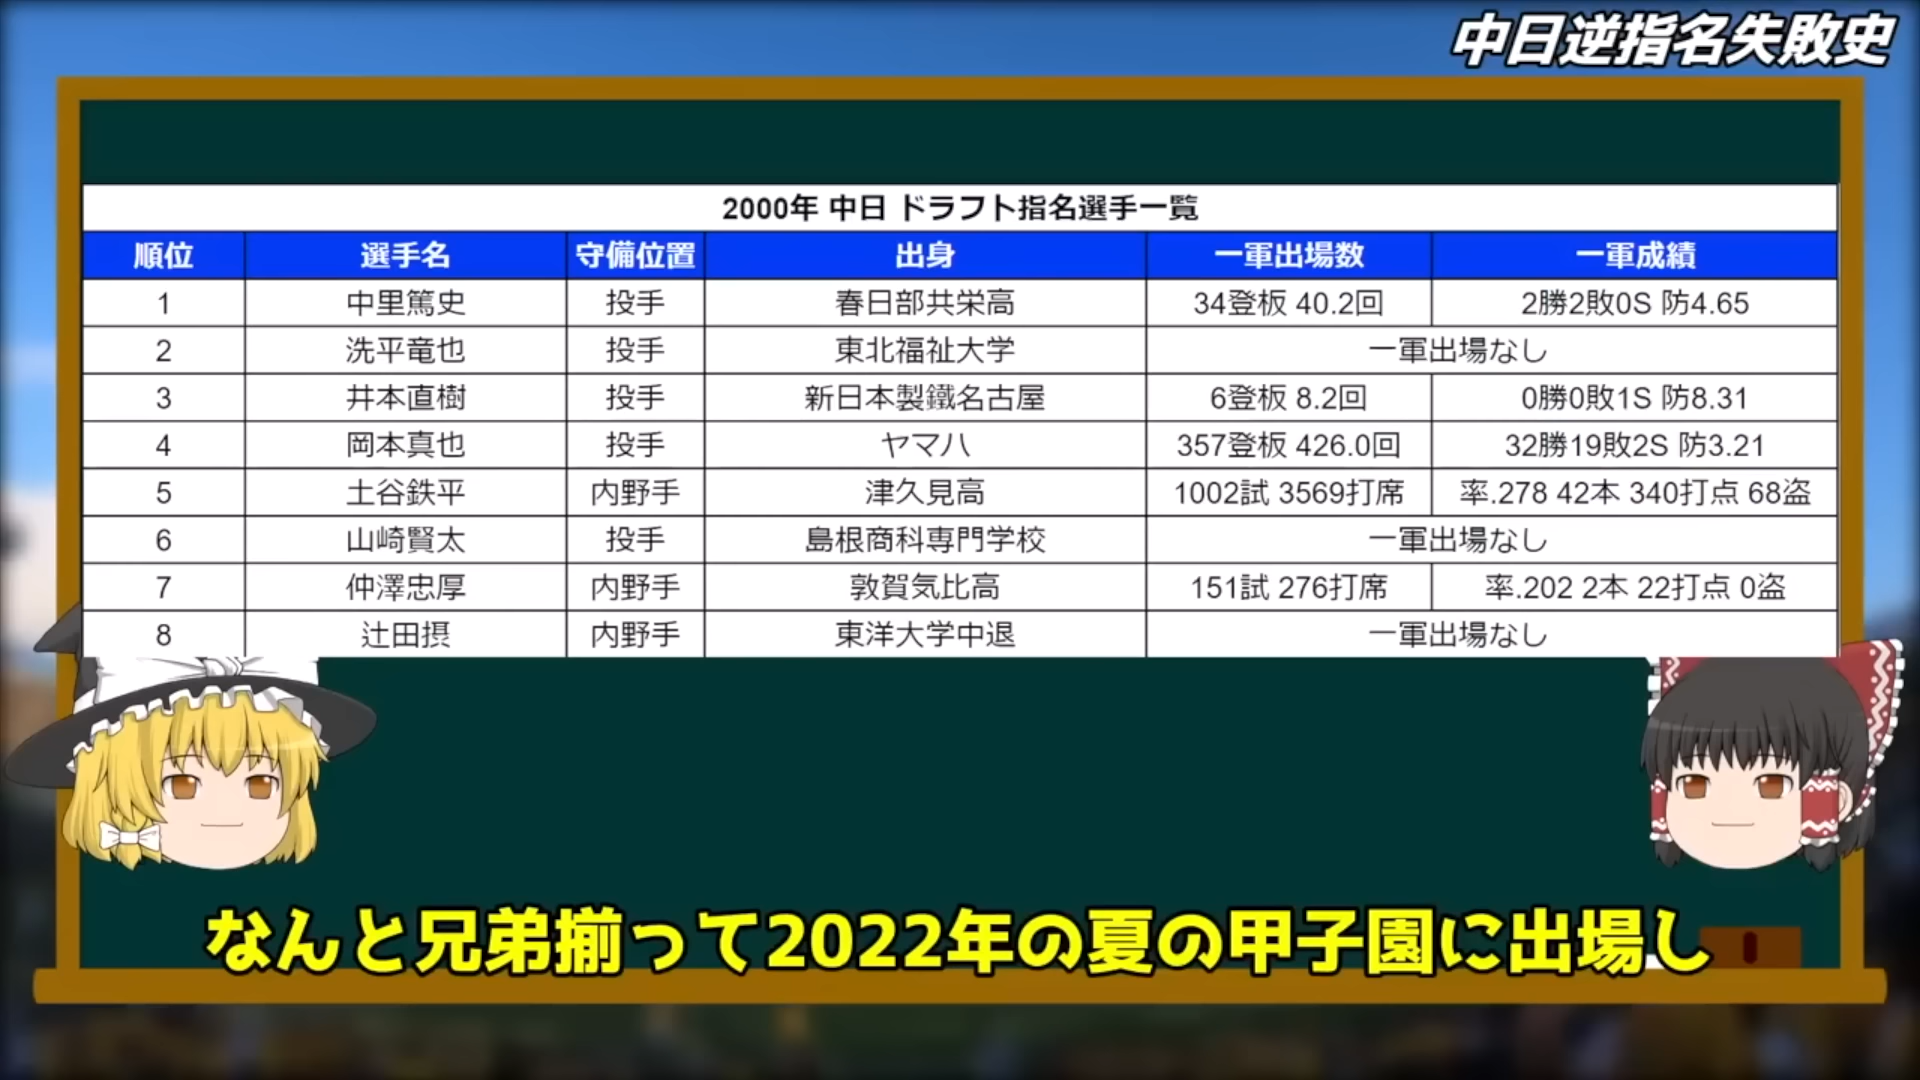 中日逆指名失敗史
2000年 中日 ドラフト指名選手一覧
順位 選手名 守備位置 出身 一軍出場数 一軍成績
1 中里篤史 投手 春日部共栄高 34登板 40.2回 2勝2敗0S 防4.65
2 洗平竜也 投手 東北福祉大学 一軍出場なし
3 井本直樹 投手 新日本製鐵名古屋 6登板 8.2回 0勝0敗1S 防8.31
4 岡本真也 投手 ヤマハ 357登板 426.0回 32勝19敗2S 防3.21
5 土谷鉄平 内野手 津久見高 1002試 3569打席 率.278 42本 340打点 68盗
6 山崎賢太 投手 島根商科専門学校 一軍出場なし
7 仲澤忠厚 内野手 敦賀気比高 151試 276打席 率.202 2本 22打点 0盗
8 辻田摂 内野手 東洋大学中退 一軍出場なし
なんと兄弟揃って2022年の夏の甲子園に出場し